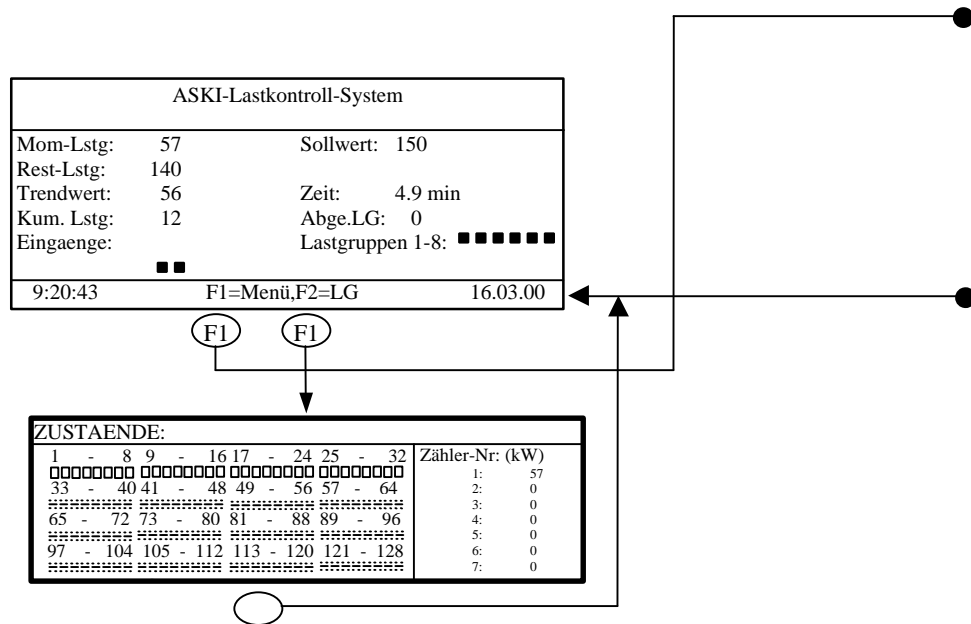 ASKI-Lastkontroll-System
Mom-Lstg: 57 Sollwert: 150
Rest-Lstg: 140
Trendwert: 56 Zeit: 4.9 min
Kum. Lstg: 12 Abge.LG: 0
Eingaenge: Lastgruppen 1-8:
9:20:43 F1=Menü,F2=LG 16.03.00
F1 F1
ZUSTAENDE:
1 - 8 9 - 16 17 - 24 25 - 32
33 - 40 41 - 48 49 - 56 57 - 64
65 - 72 73 - 80 81 - 88 89 - 96
97 - 104 105 - 112 113 - 120 121 - 128
Zähler-Nr: (kW)
1: 57
2: 0
3: 0
4: 0
5: 0
6: 0
7: 0